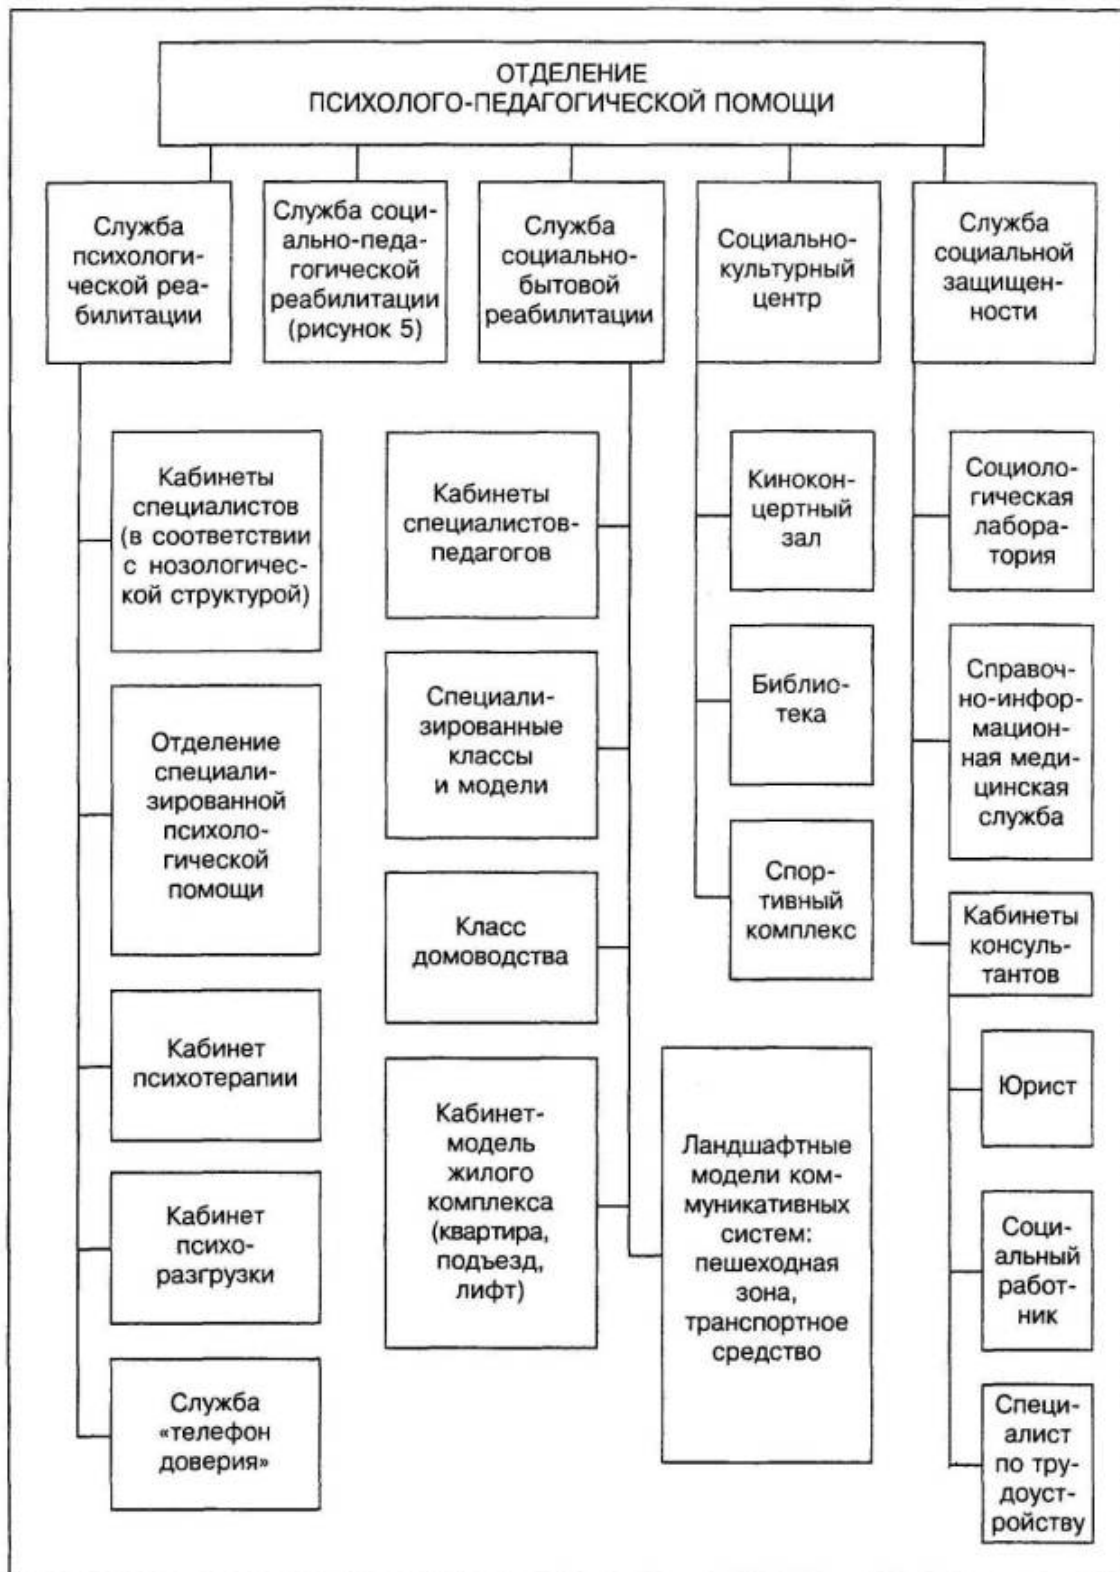 ОТДЕЛЕНИЕ
ПСИХОЛОГО-ПЕДАГОГИЧЕСКОЙ ПОМОЩИ
Служба
психологи-
ческой реа-
билитации
Служба соци-
ально-педа-
гогической
реабилитации
(рисунок 5)
Служба
социально-
бытовой
реабилитации
Социально-
культурный
центр
Служба
социальной
защищен-
ности
Кабинеты
специалистов
(в соответствии
с нозологичес-
кой структурой)
Отделение
специали-
зированной
психоло-
гической
помощи
Кабинет
психотерапии
Кабинет
психо-
разгрузки
Служба
«телефон
доверия»
Кабинеты
специалистов-
педагогов
Специали-
зированные
классы
и модели
Класс
домоводства
Кабинет-
модель
жилого
комплекса
(квартира,
подъезд,
лифт)
Ландшафтные
модели ком-
муникативных
систем:
пешеходная
зона,
транспортное
средство
Кинокон-
цертный
зал
Библио-
тека
Спор-
тивный
комплекс
Социоло-
гическая
лабора-
тория
Справоч-
но-инфор-
мацион-
ная меди-
цинская
служба
Кабинеты
консуль-
тантов
Юрист
Соци-
альный
работ-
ник
Специ-
алист
по тру-
доуст-
ройству